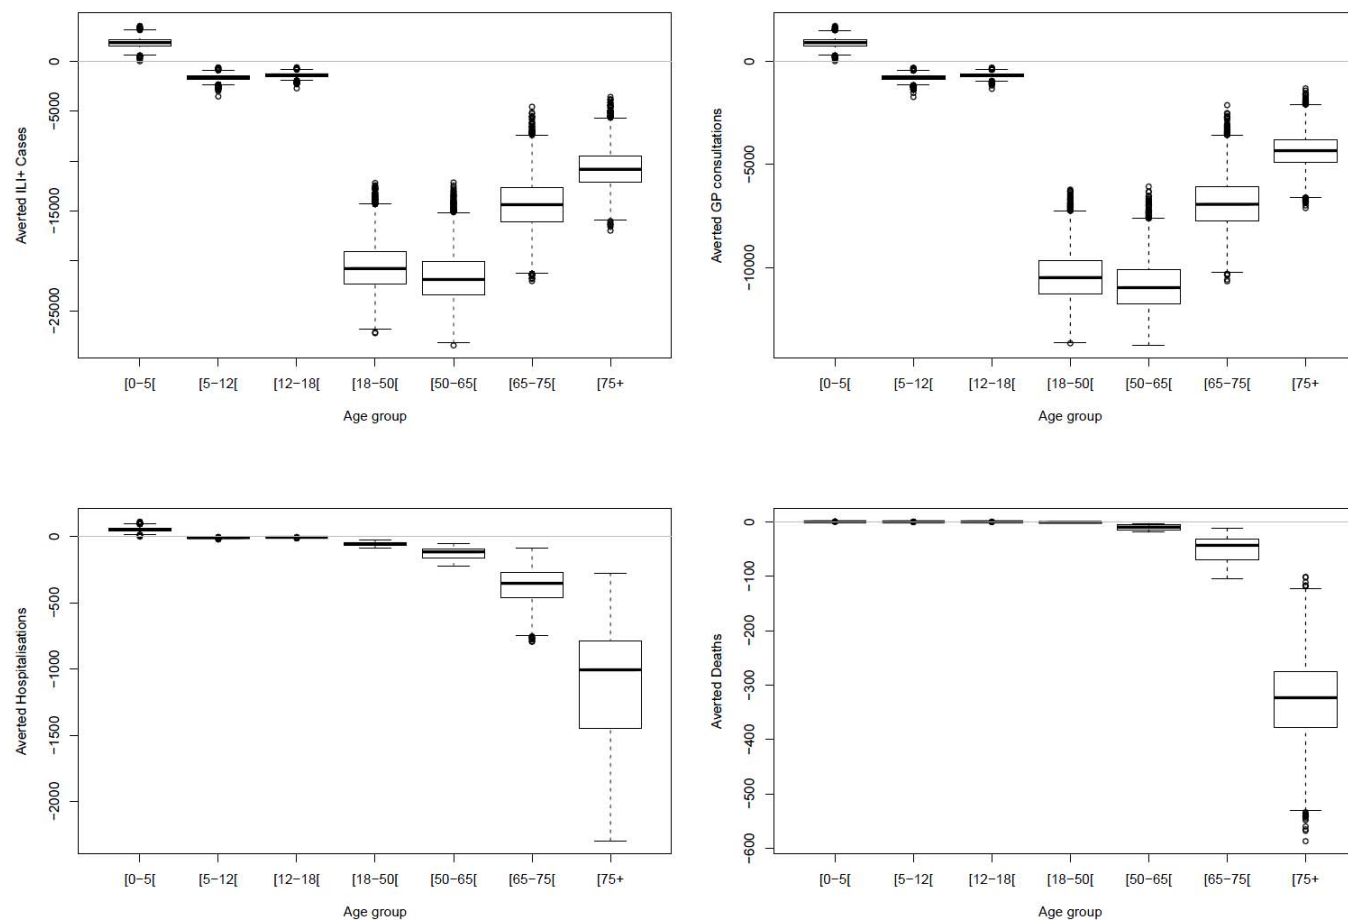 Averted ILI+ Cases
0
−5000
−15000
−25000
[0−5[ [5−12[ [12−18[ [18−50[ [50−65[ [65−75[ [75+
Age group
Averted GP consultations
0
−5000
−10000
[0−5[ [5−12[ [12−18[ [18−50[ [50−65[ [65−75[ [75+
Age group
Averted Hospitalisations
0
−500
−1000
−1500
−2000
[0−5[ [5−12[ [12−18[ [18−50[ [50−65[ [65−75[ [75+
Age group
Averted Deaths
0
−100
−200
−300
−400
−500
−600
[0−5[ [5−12[ [12−18[ [18−50[ [50−65[ [65−75[ [75+
Age group